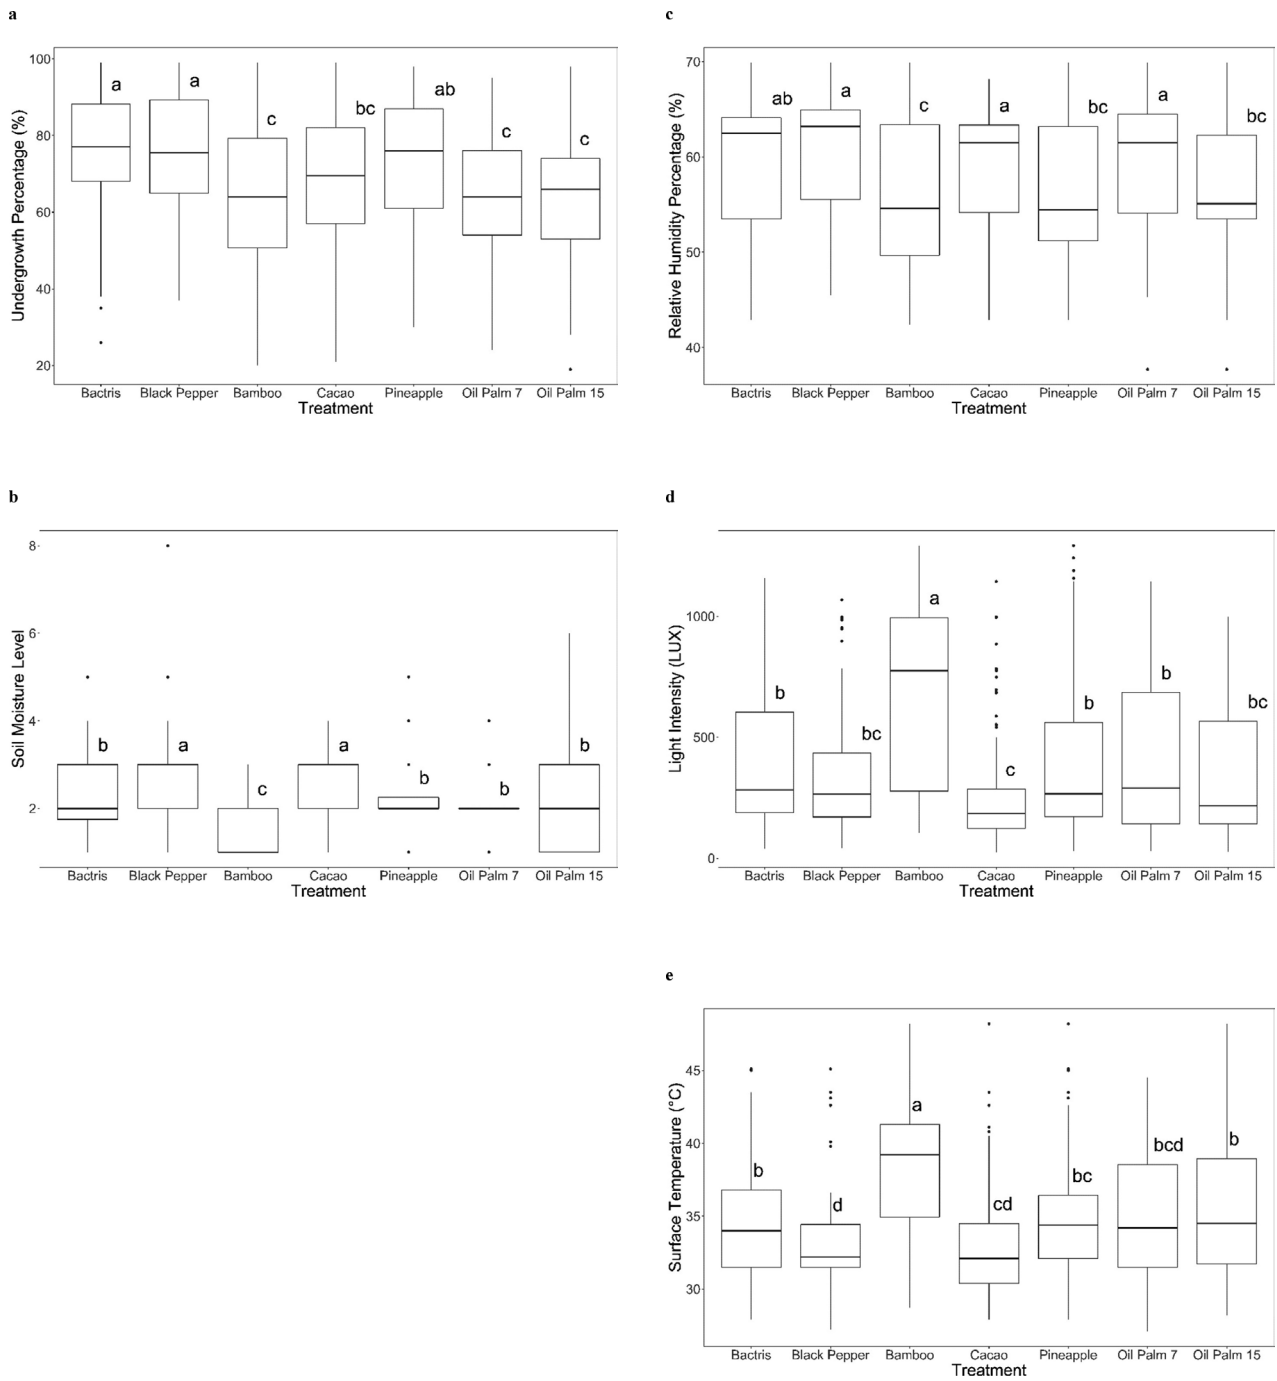 a
100
80
60
40
20
Undergrowth Percentage (%)
a
a
c
bc
ab
c
c
Bactris Black Pepper Bamboo Cacao Pineapple Oil Palm 7 Oil Palm 15
Treatment
c
70
60
50
40
Relative Humidity Percentage (%)
ab
a
c
a
bc
a
bc
Bactris Black Pepper Bamboo Cacao Pineapple Oil Palm 7 Oil Palm 15
Treatment
b
8
6
4
2
Soil Moisture Level
b
a
c
a
b
b
b
Bactris Black Pepper Bamboo Cacao Pineapple Oil Palm 7 Oil Palm 15
Treatment
d
1000
500
0
Light Intensity (LUX)
b
bc
a
c
b
b
bc
Bactris Black Pepper Bamboo Cacao Pineapple Oil Palm 7 Oil Palm 15
Treatment
e
45
40
35
30
Surface Temperature (°C)
b
d
a
cd
bc
bcd
b
Bactris Black Pepper Bamboo Cacao Pineapple Oil Palm 7 Oil Palm 15
Treatment